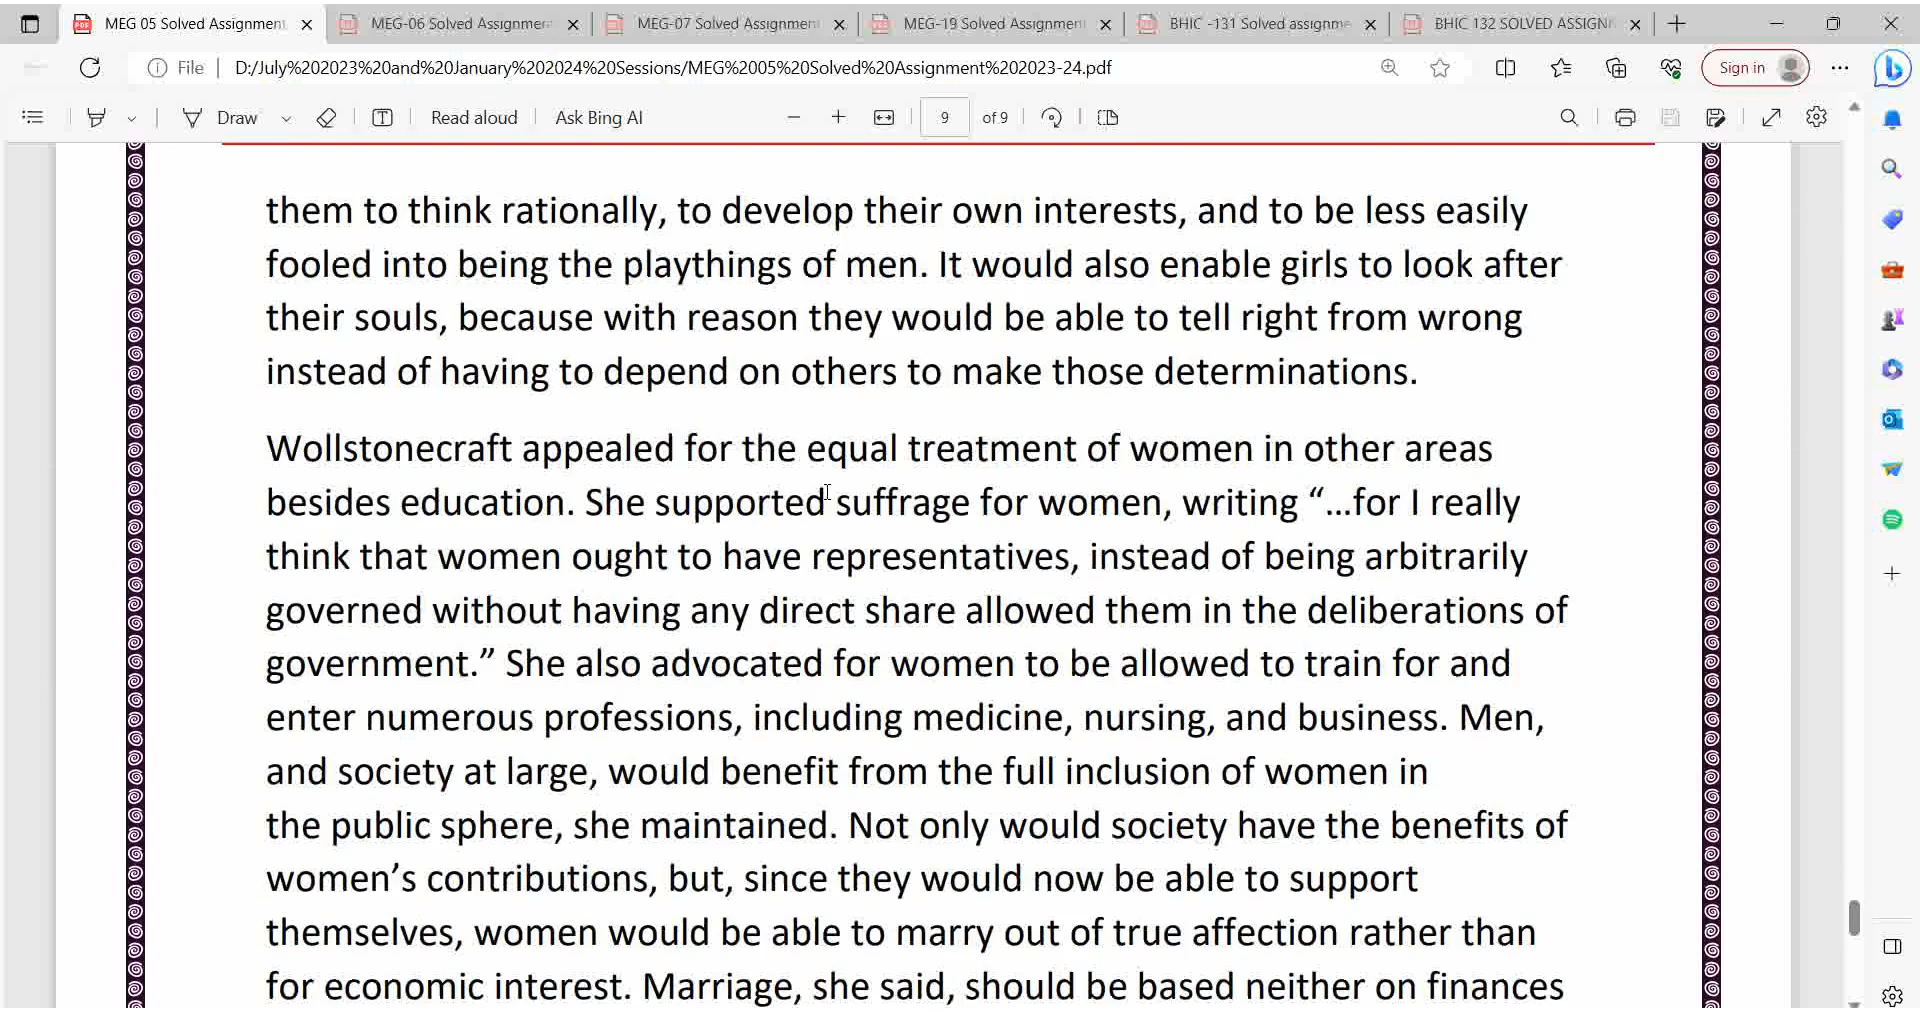 MEG 05 Solved Assignment
MEG-06 Solved Assignment
MEG-07 Solved Assignment
MEG-19 Solved Assignment
BHIC -131 Solved assignme
BHIC 132 SOLVED ASSIGN
File
D:/July%202023%20and%20January%202024%20Sessions/MEG%2005%20Solved%20Assignment%202023-24.pdf
Sign in
Draw
Read aloud
Ask Bing AI
9 of 9
them to think rationally, to develop their own interests, and to be less easily
fooled into being the playthings of men. It would also enable girls to look after
their souls, because with reason they would be able to tell right from wrong
instead of having to depend on others to make those determinations.
Wollstonecraft appealed for the equal treatment of women in other areas
besides education. She supported suffrage for women, writing “…for I really
think that women ought to have representatives, instead of being arbitrarily
governed without having any direct share allowed them in the deliberations of
government.” She also advocated for women to be allowed to train for and
enter numerous professions, including medicine, nursing, and business. Men,
and society at large, would benefit from the full inclusion of women in
the public sphere, she maintained. Not only would society have the benefits of
women’s contributions, but, since they would now be able to support
themselves, women would be able to marry out of true affection rather than
for economic interest. Marriage, she said, should be based neither on finances